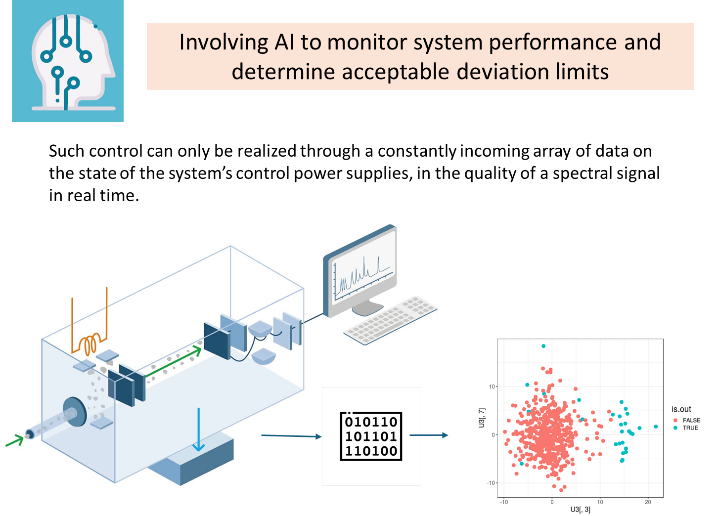 Involving AI to monitor system performance and
determine acceptable deviation limits
Such control can only be realized through a constantly incoming array of data on
the state of the system's control power supplies, in the quality of a spectral signal
in real time.
010110
101101
110100
U3[, 7]
10
0
-10
-10
0
10
20
U3[, 3]
is.out
FALSE
TRUE